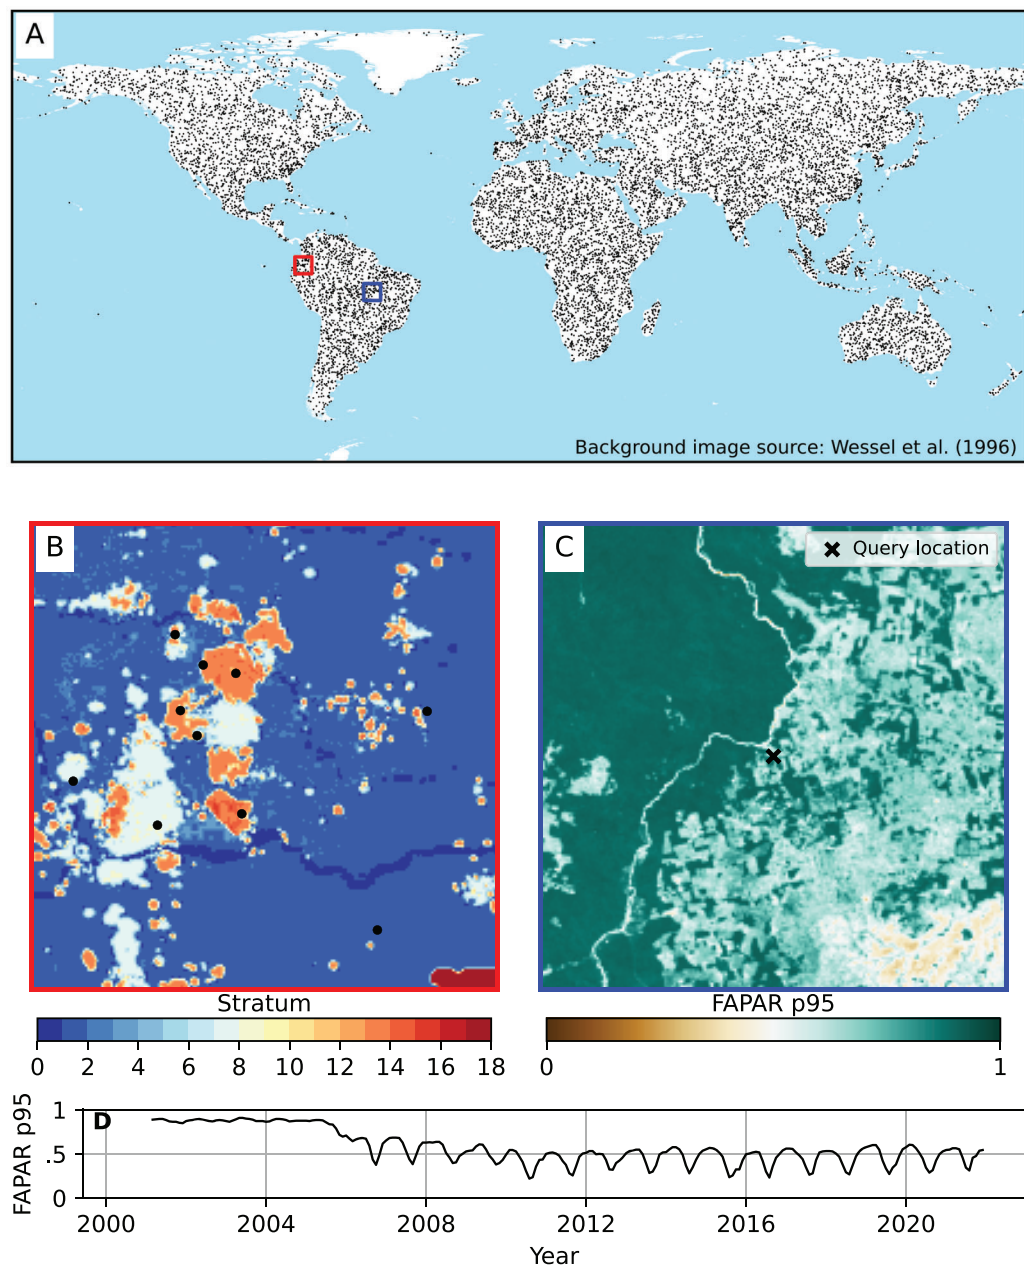 A
Background image source: Wessel et al. (1996)
B
C
Query location
Stratum
FAPAR p95
0 2 4 6 8 10 12 14 16 18
0 1
D
FAPAR p95
1
.5
0
2000 2004 2008 2012 2016 2020
Year